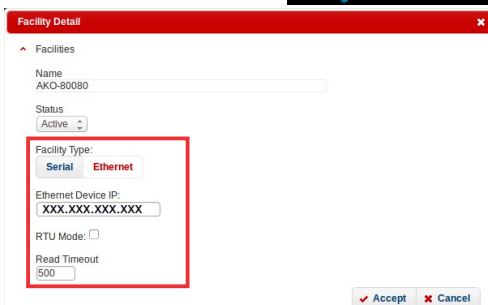 Facility Detail
Facilities
Name
AKO-80080
Status
Active
Facility Type:
Serial Ethernet
Ethernet Device IP:
XXX.XXX.XXX.XXX
RTU Mode:
Read Timeout
500
Accept Cancel